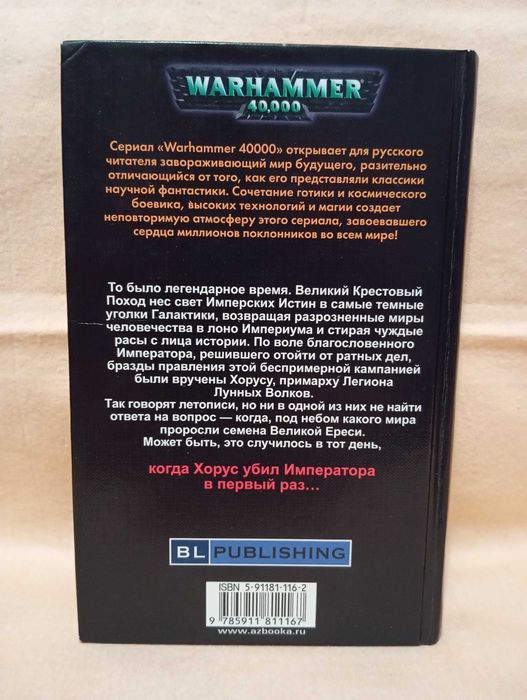 WARHAMMER
40,000
Сериал «Warhammer 40000» открывает для русского
читателя завораживающий мир будущего, разительно
отличающийся от того, как его представляли классики
научной фантастики. Сочетание готики и космического
боевика, высоких технологий и магии создает
неповторимую атмосферу этого сериала, завоевавшего
сердца миллионов поклонников во всем мире!
То было легендарное время. Великий Крестовый
Поход нес свет Имперских Истин в самые темные
уголки Галактики, возвращая разрозненные миры
человечества в лоно Империума и стирая чуждые
расы с лица истории. По воле благословенного
Императора, решившего отойти от ратных дел,
бразды правления этой беспримерной кампанией
были вручены Хорусу, примарху Легиона
Лунных Волков.
Так говорят летописи, но ни в одной из них не найти
ответа на вопрос — когда, под небом какого мира
проросли семена Великой Ереси.
Может быть, это случилось в тот день,
когда Хорус убил Императора
в первый раз...
BL PUBLISHING
ISBN 5-91181-116-2
9 785911 811167
www.azbooka.ru